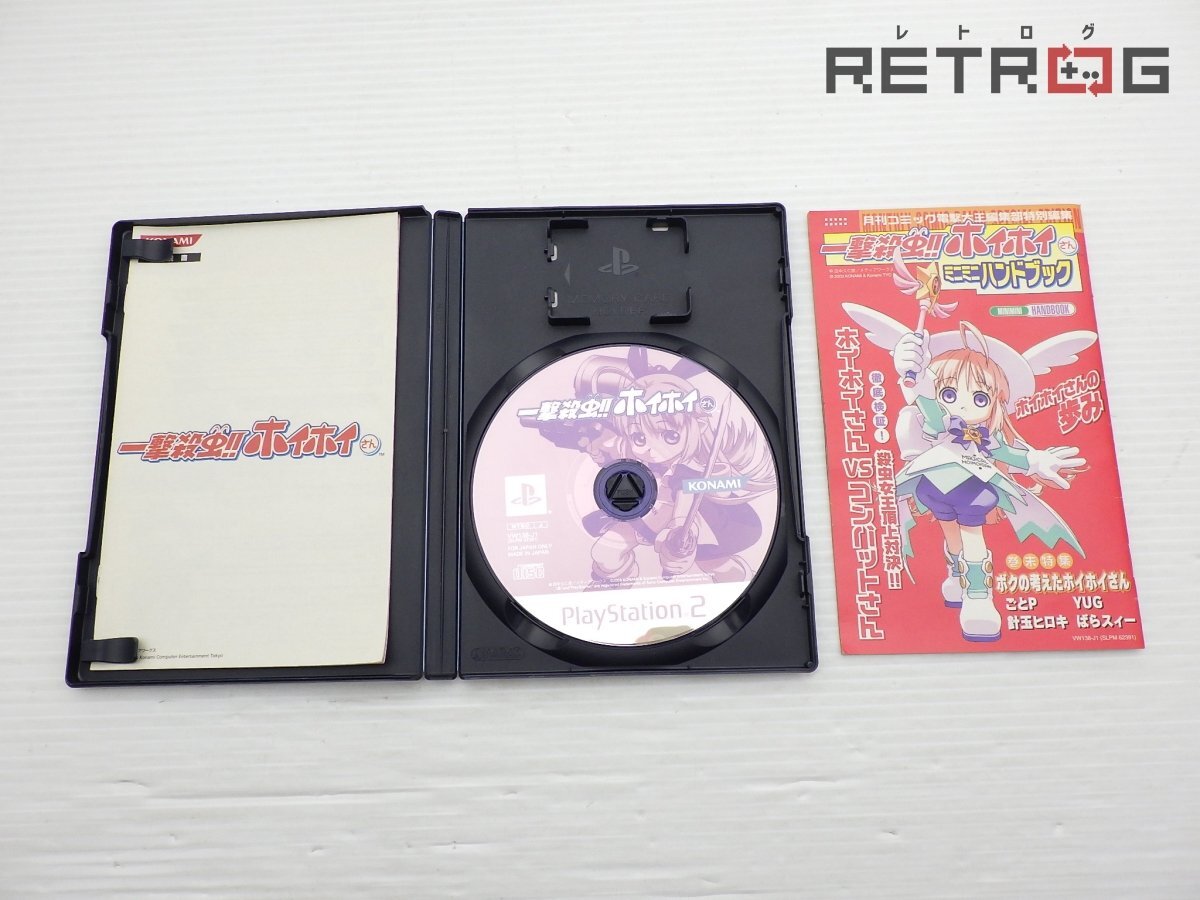 レトログ
RETROG
KONAMI
一撃殺虫!!ホイホイさん
MEMORY CARD
一撃殺虫!!ホイホイさん
KONAMI
FOR JAPAN ONLY
MADE IN JAPAN
disc
PlayStation 2
Konami Computer Entertainment Tokyo
月刊コミック電撃大王編集部特別編集
一撃殺虫!!ホイホイさん
ミニミニハンドブック
MINIMINI HANDBOOK
ホイホイさんの歩み
徹底検証!殺虫女王頂上対決!!
ホイホイさんVSコンバットさん
巻末特集
ボクの考えたホイホイさん
ごとP YUG
針玉ヒロキ ばらスィー
VW138-J1 (SLPM 62391)